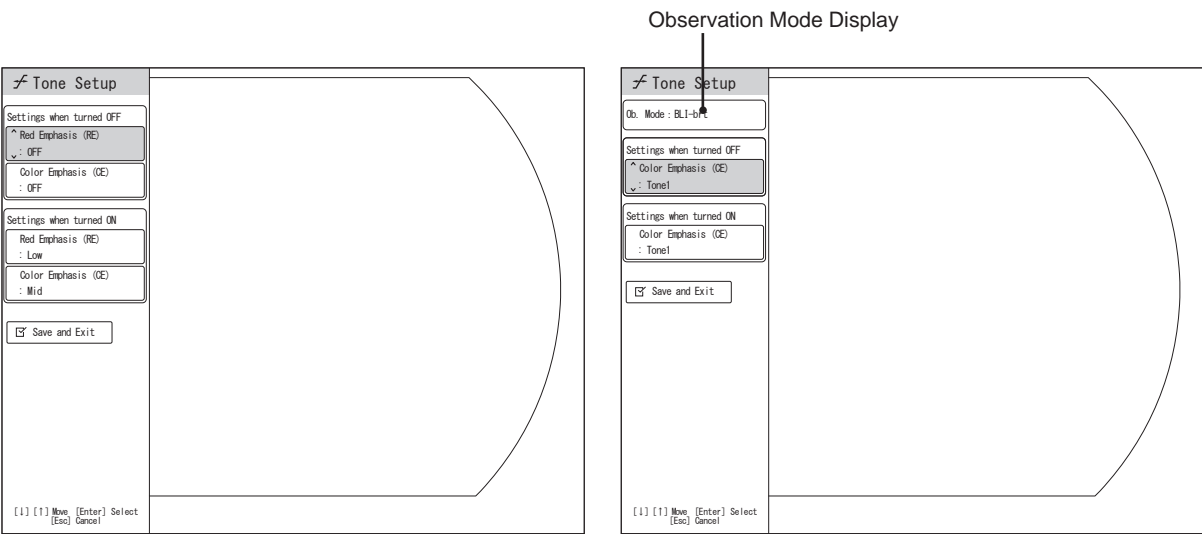 Observation Mode Display
Tone Setup
Settings when turned OFF
Red Emphasis (RE)
: OFF
Color Emphasis (CE)
: OFF
Settings when turned ON
Red Emphasis (RE)
: Low
Color Emphasis (CE)
: Mid
Save and Exit
[↓] [↑] Move [Enter] Select
[Esc] Cancel
Tone Setup
Ob. Mode : BLI-brt
Settings when turned OFF
Color Emphasis (CE)
: Tone1
Settings when turned ON
Color Emphasis (CE)
: Tone1
Save and Exit
[↓] [↑] Move [Enter] Select
[Esc] Cancel